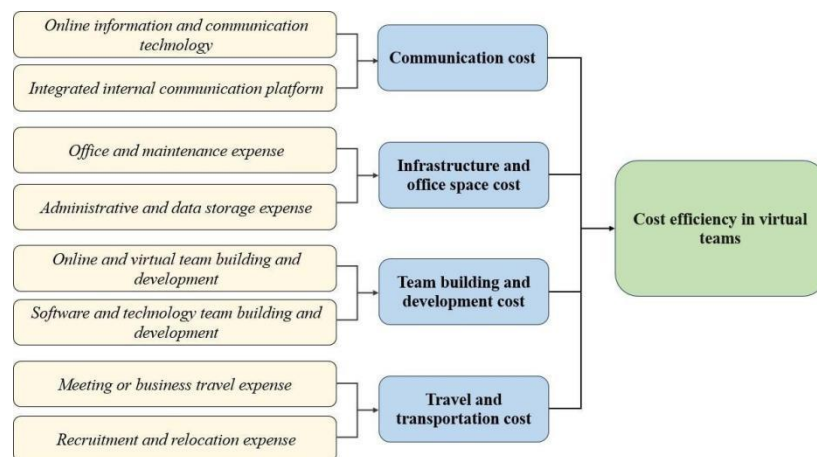 Online information and communication
technology
Integrated internal communication platform
Communication cost
Office and maintenance expense
Administrative and data storage expense
Infrastructure and
office space cost
Online and virtual team building and
development
Software and technology team building and
development
Team building and
development cost
Meeting or business travel expense
Recruitment and relocation expense
Travel and
transportation cost
Cost efficiency in virtual
teams